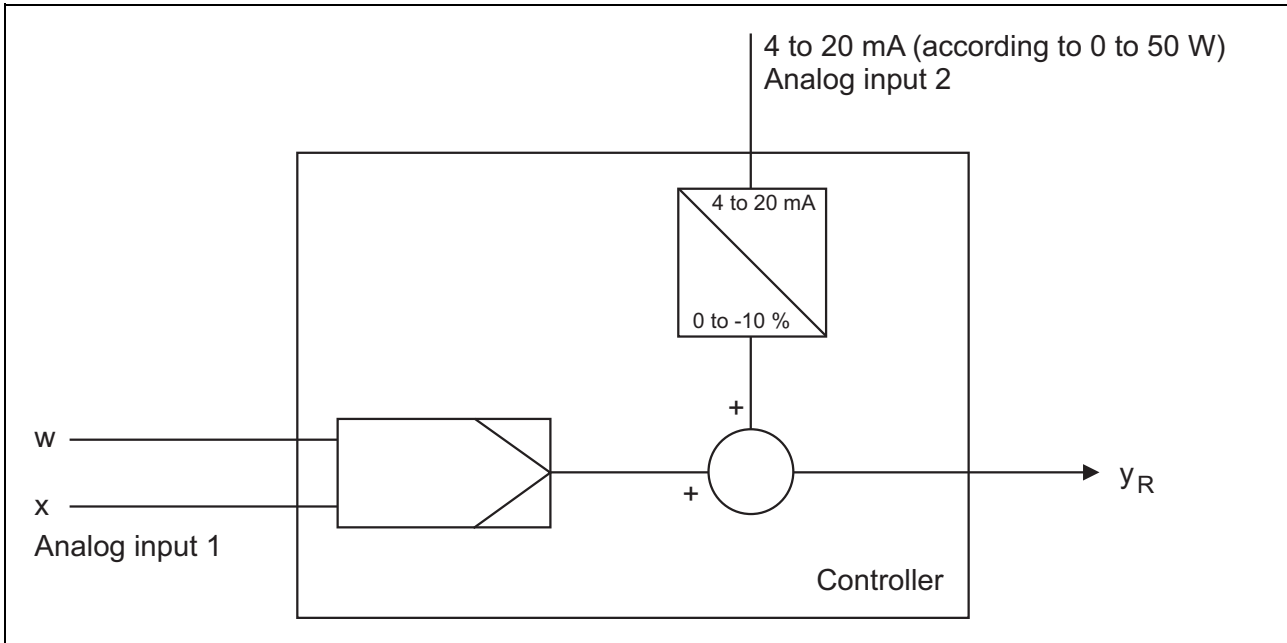 4 to 20 mA (according to 0 to 50 W)
Analog input 2
4 to 20 mA
0 to -10 %
+
+
w
x
Analog input 1
y R
Controller